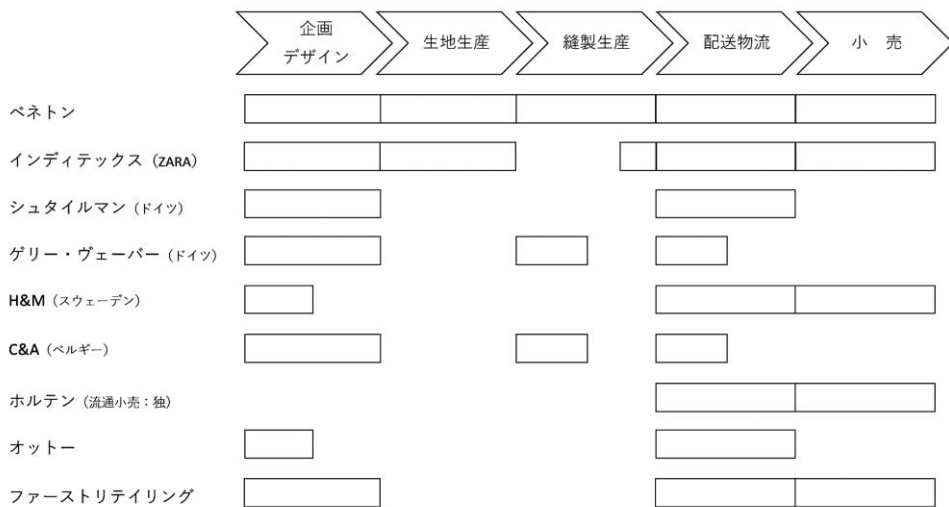 企画
デザイン
生地生産
縫製生産
配送物流
小 売
ベネトン
インディテックス (ZARA)
シュタイルマン (ドイツ)
ゲリー・ヴェーバー (ドイツ)
H&M (スウェーデン)
C&A (ベルギー)
ホルテン (流通小売:独)
オットー
ファーストリテイリング